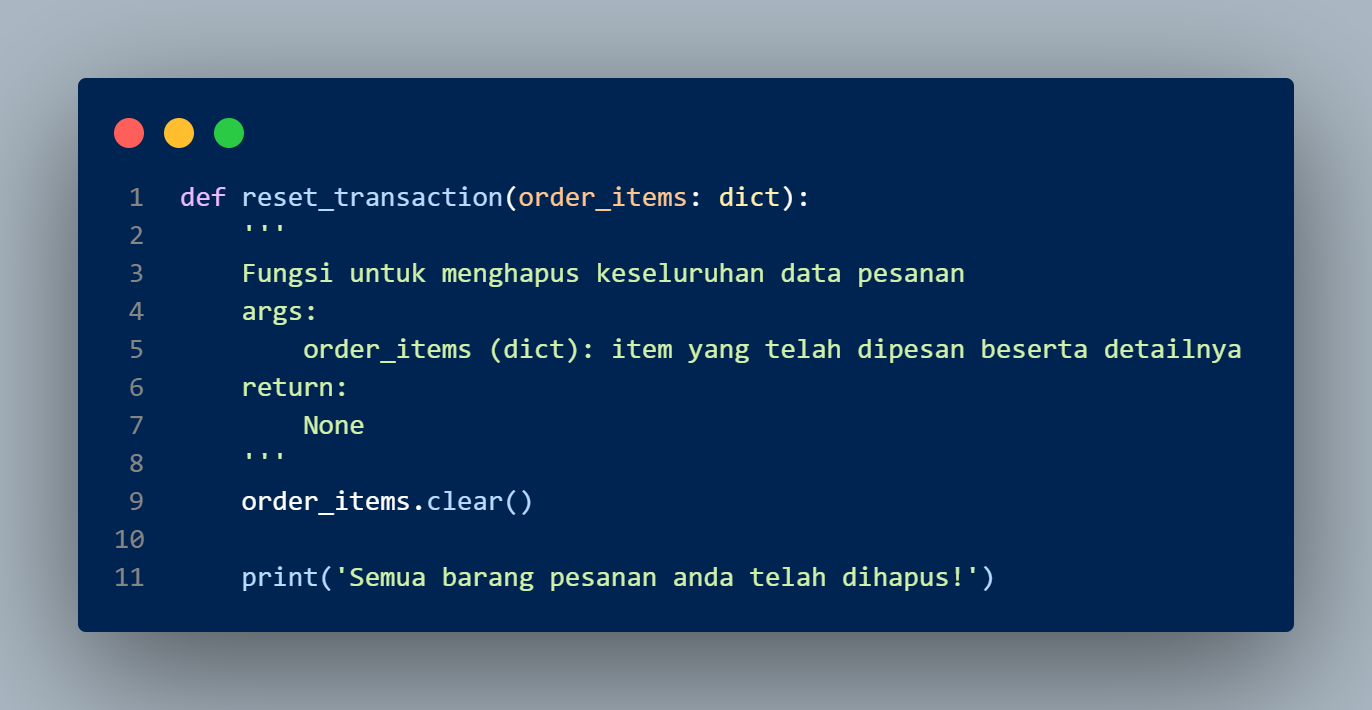 1 def reset_transaction(order_items: dict):
2     '''
3     Fungsi untuk menghapus keseluruhan data pesanan
4     args:
5         order_items (dict): item yang telah dipesan beserta detailnya
6     return:
7         None
8     '''
9     order_items.clear()
10
11     print('Semua barang pesanan anda telah dihapus!')